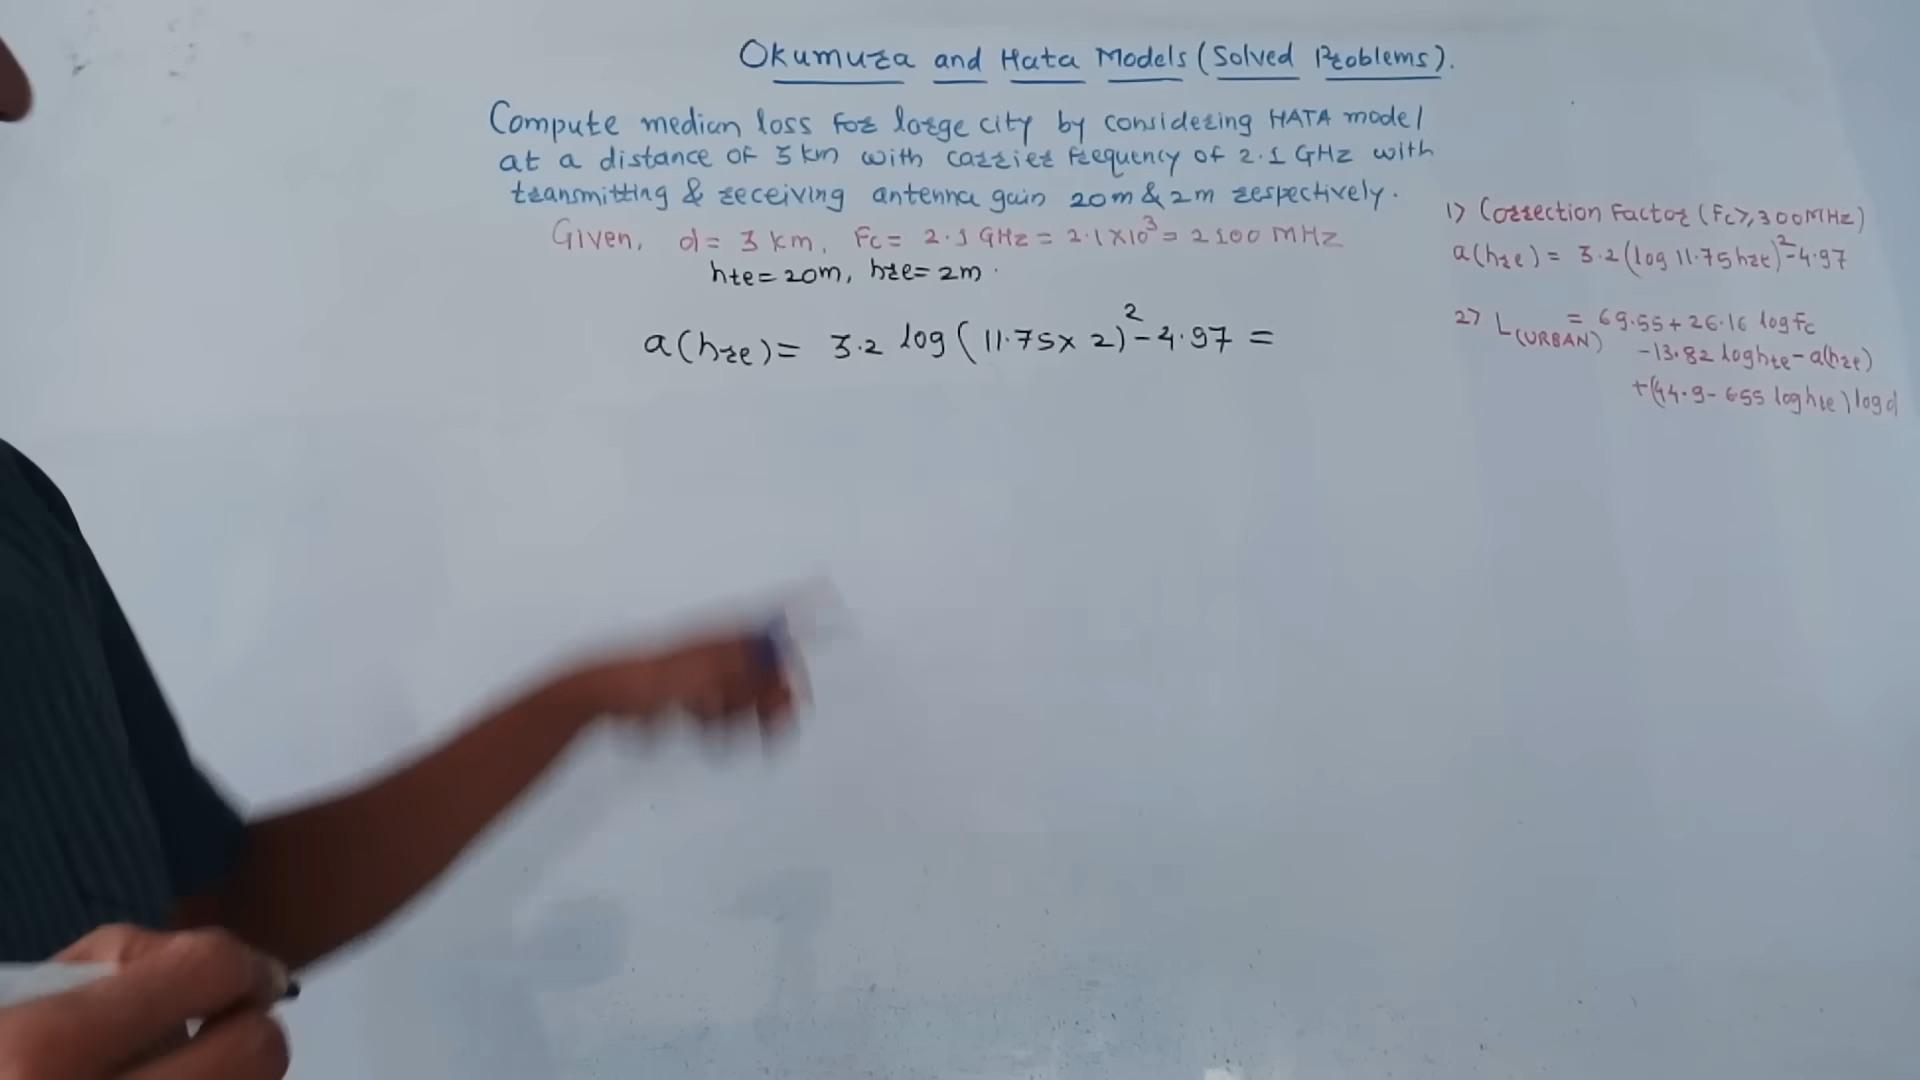 Okumura and Hata Models (Solved Problems).
Compute median loss for large city by considering HATA model
at a distance of 3 km with carrier frequency of 2.1 GHz with
transmitting & receiving antenna gain 20m & 2m respectively.
Given, d= 3 km, Fc= 2.1 GHz = 2.1×10³= 2100 MHz
hte=20m, hre=2m.
a(hre)= 3.2 log(11.75×2)²-4.97 =
1) Correction Factor (Fc>,300MHz)
a(hre)= 3.2(log 11.75hre)²-4.97
2) L(URBAN) = 69.55+26.16 logfc
-13.82 loghte-a(hre)
+(44.9-6.55 loghte)logd